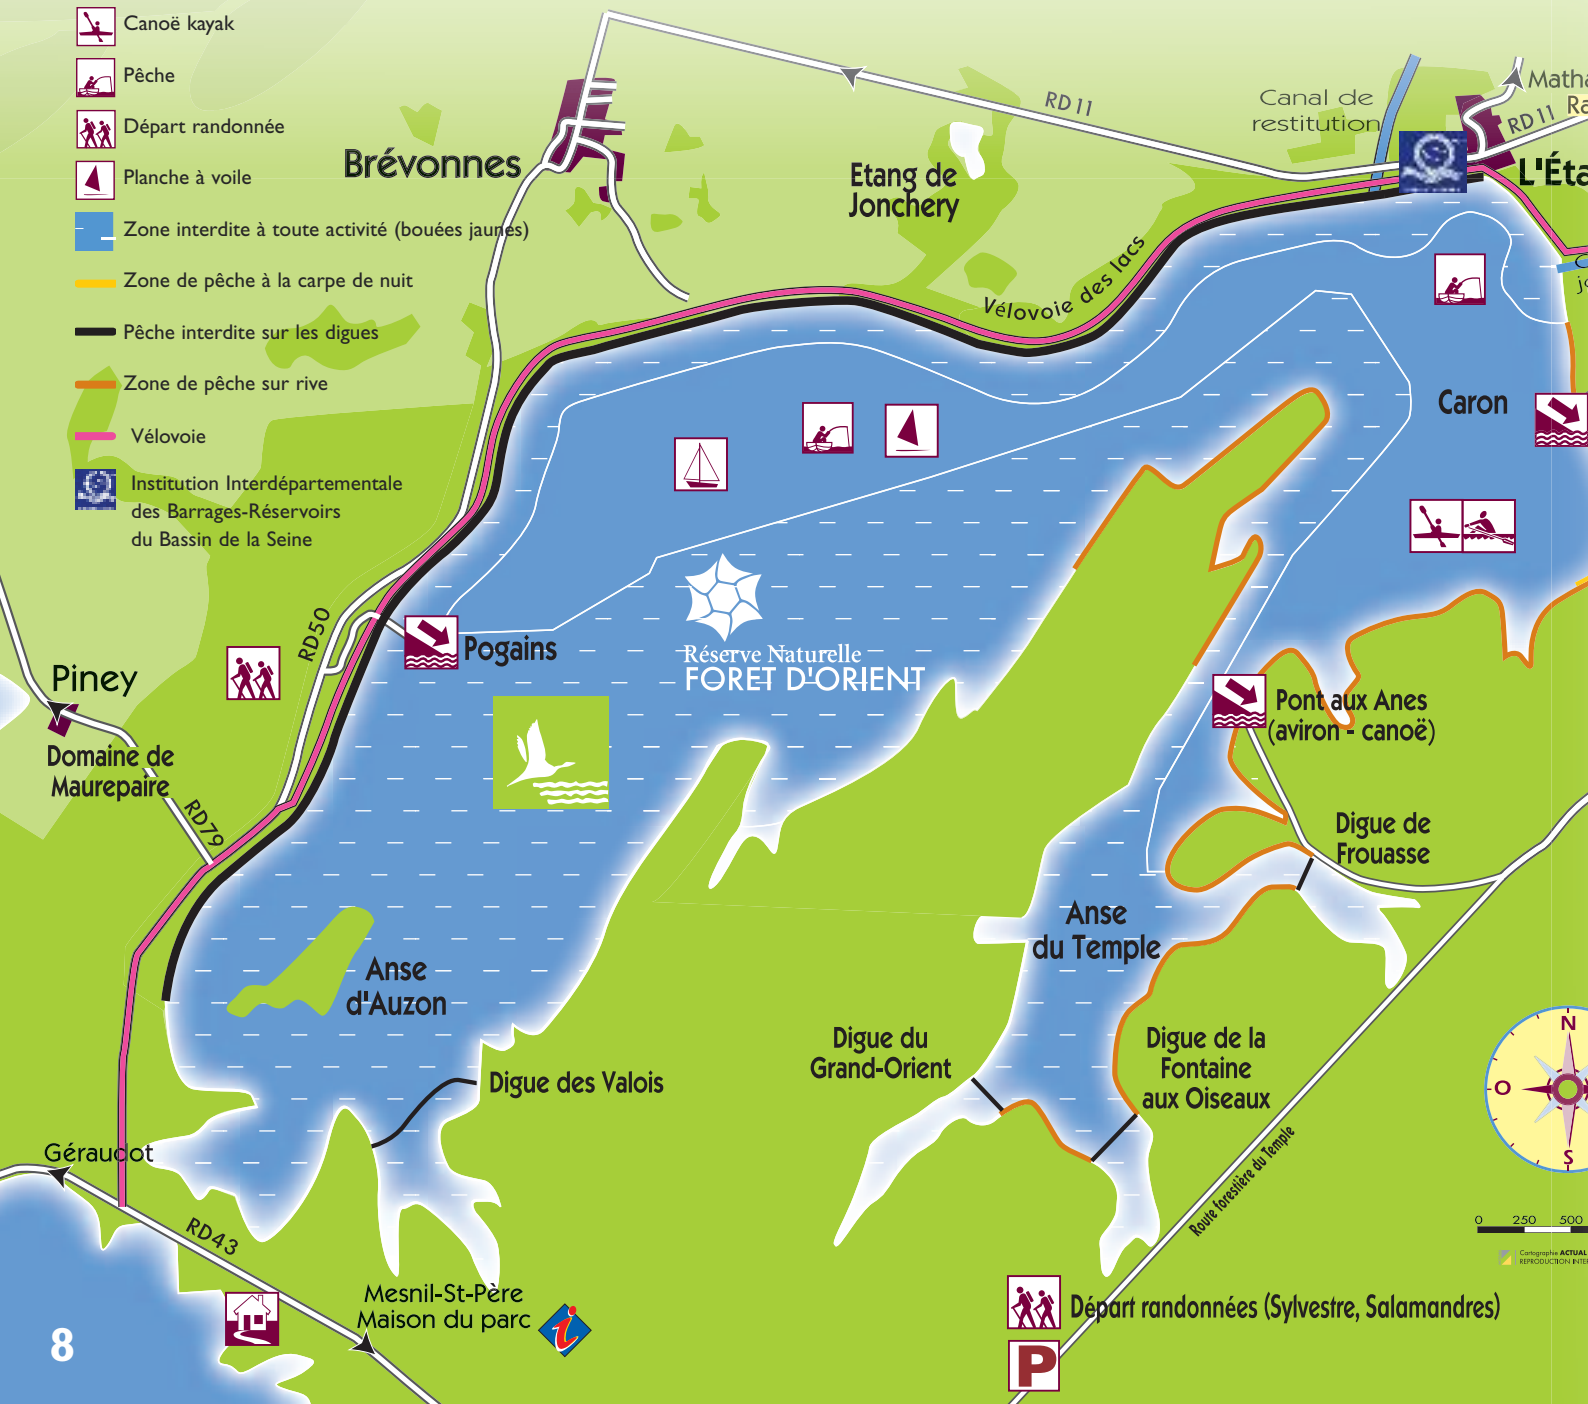 Canoë kayak
Pêche
Départ randonnée
Planche à voile
Zone interdite à toute activité (bouées jaunes)
Zone de pêche à la carpe de nuit
Pêche interdite sur les digues
Zone de pêche sur rive
Vélovoie
Institution Interdépartementale
des Barrages-Réservoirs
du Bassin de la Seine
Brévonnes
RD11
Canal de
restitution
RD11
Etang de
Jonchery
Vélovoie des lacs
Caron
RD50
Pogains
Réserve Naturelle
FORET D'ORIENT
Piney
Domaine de
Maurepaire
RD79
Pont aux Anes
(aviron - canoë)
Digue de
Frouasse
Anse
du Temple
Anse
d'Auzon
Digue du
Grand-Orient
Digue de la
Fontaine
aux Oiseaux
Digue des Valois
N
O
S
Géraudot
RD43
Route forestière du Temple
0 250 500
Cartographie ACTUAL
Mesnil-St-Père
Maison du parc
i
Départ randonnées (Sylvestre, Salamandres)
P
8